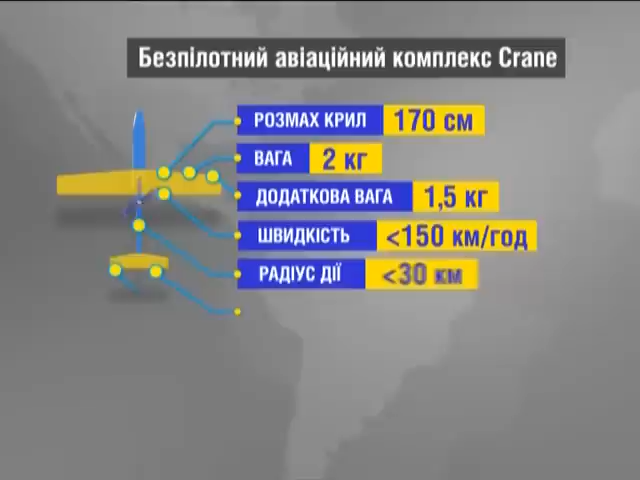 Безпілотний авіаційний комплекс Crane
РОЗМАХ КРИЛ 170 см
ВАГА 2 кг
ДОДАТКОВА ВАГА 1,5 кг
ШВИДКІСТЬ <150 км/год
РАДІУС ДІЇ <30 км